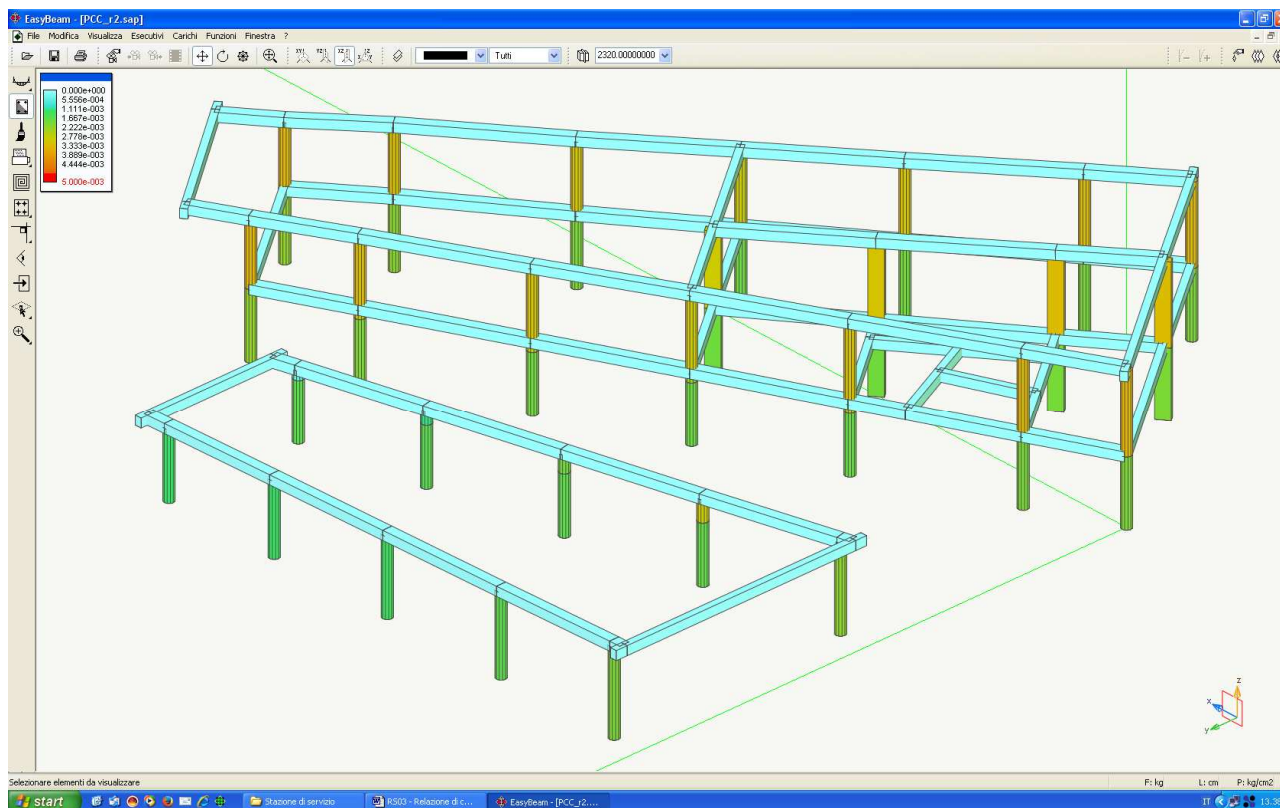 EasyBeam - [PCC_r2.sap]
File Modifica Visualizza Esecutivi Carichi Funzioni Finestra ?
Tutti 2320.00000000
0.000e+000
5.556e-004
1.111e-003
1.667e-003
2.222e-003
2.778e-003
3.333e-003
3.889e-003
4.444e-003
5.000e-003
z
x
y
Selezionare elementi da visualizzare F: kg L: cm P: kg/cm2
start Stazione di servizio RS03 - Relazione di c... EasyBeam - [PCC_r2.... IT